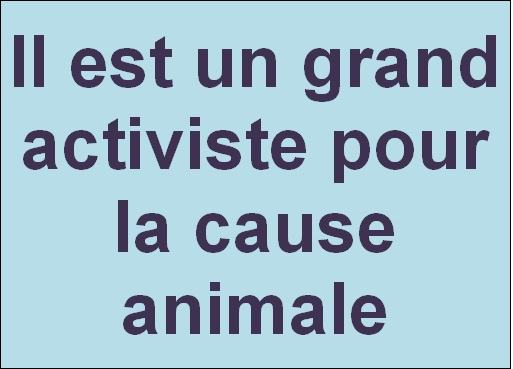 Il est un grand
activiste pour
la cause
animale